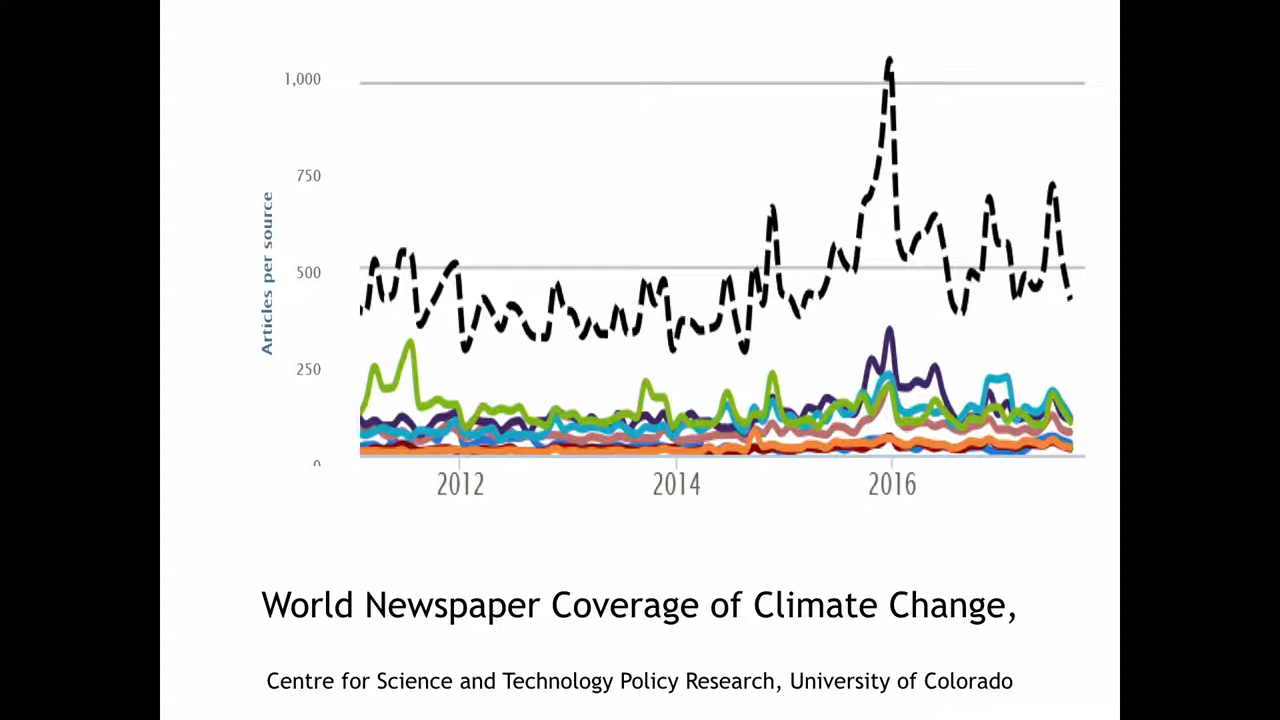 1,000
750
Articles per source
500
250
0
2012 2014 2016
World Newspaper Coverage of Climate Change,
Centre for Science and Technology Policy Research, University of Colorado